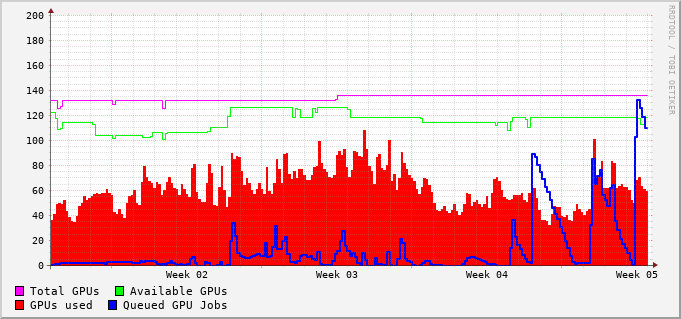 200
180
160
140
120
100
80
60
40
20
0
Week 02 Week 03 Week 04 Week 05
Total GPUs Available GPUs
GPUs used Queued GPU Jobs
RRDTOOL / TOBI OETIKER